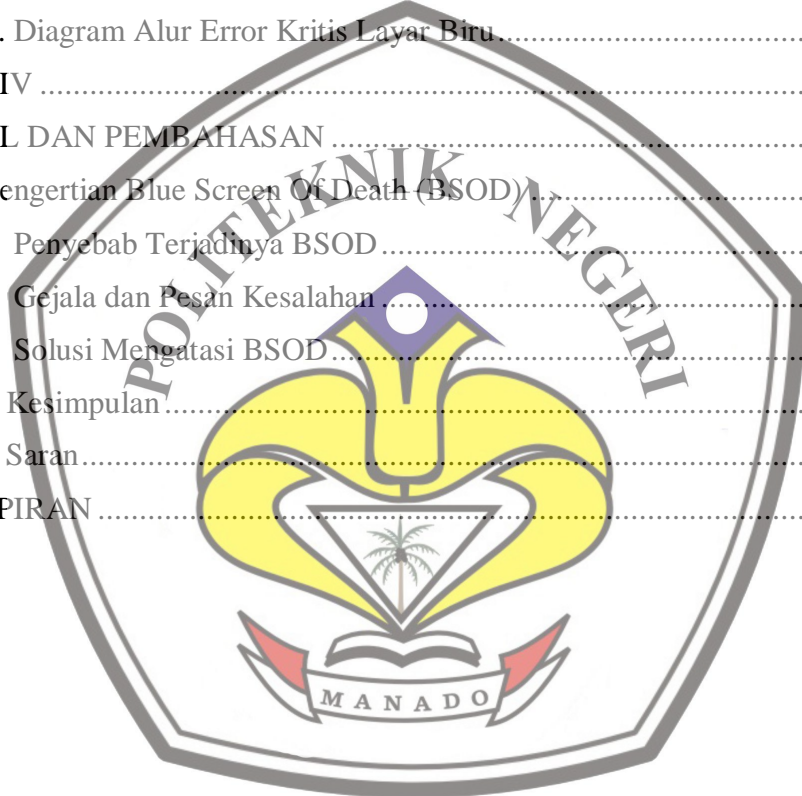 . Diagram Alur Error Kritis Layar Biru........................................
IV ........................................................................................
L DAN PEMBAHASAN ............................................................
engertian Blue Screen Of Death (BSOD)...................................
Penyebab Terjadinya BSOD.......................................................
Gejala dan Pesan Kesalahan .......................................................
Solusi Mengatasi BSOD..............................................................
Kesimpulan................................................................................
Saran..........................................................................................
PIRAN ........................................................................................
POLITEKNIK NEGERI
MANADO